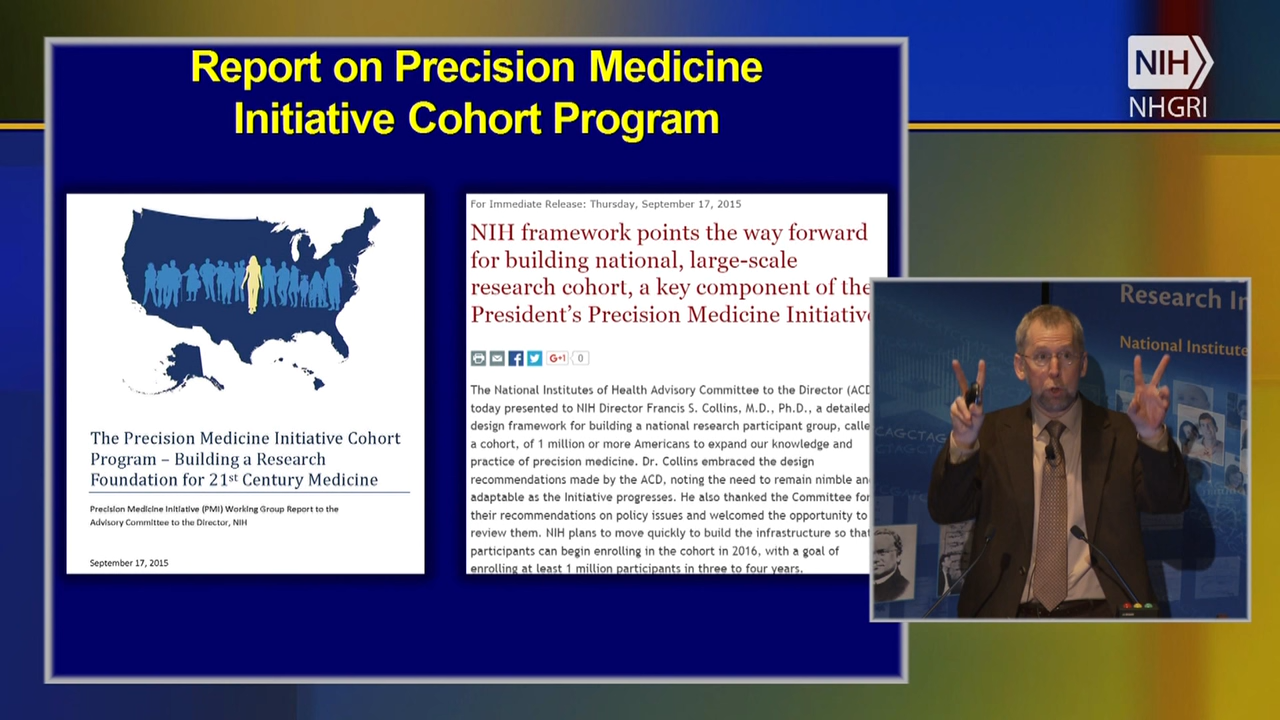 Report on Precision Medicine
Initiative Cohort Program
NIH
NHGRI
The Precision Medicine Initiative Cohort
Program – Building a Research
Foundation for 21st Century Medicine
Precision Medicine Initiative (PMI) Working Group Report to the
Advisory Committee to the Director, NIH
September 17, 2015
For Immediate Release: Thursday, September 17, 2015
NIH framework points the way forward
for building national, large-scale
research cohort, a key component of the
President’s Precision Medicine Initiative
G+1 0
The National Institutes of Health Advisory Committee to the Director (ACD
today presented to NIH Director Francis S. Collins, M.D., Ph.D., a detailed
design framework for building a national research participant group, calle
a cohort, of 1 million or more Americans to expand our knowledge and
practice of precision medicine. Dr. Collins embraced the design
recommendations made by the ACD, noting the need to remain nimble an
adaptable as the Initiative progresses. He also thanked the Committee for
their recommendations on policy issues and welcomed the opportunity to
review them. NIH plans to move quickly to build the infrastructure so tha
participants can begin enrolling in the cohort in 2016, with a goal of
enrolling at least 1 million participants in three to four years.
Research In
National Institute
CAGCTAG